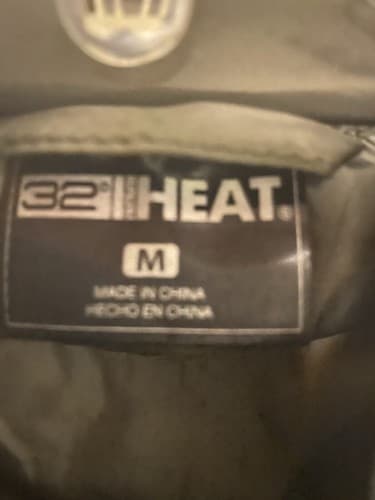 32° HEAT®
M
MADE IN CHINA
HECHO EN CHINA